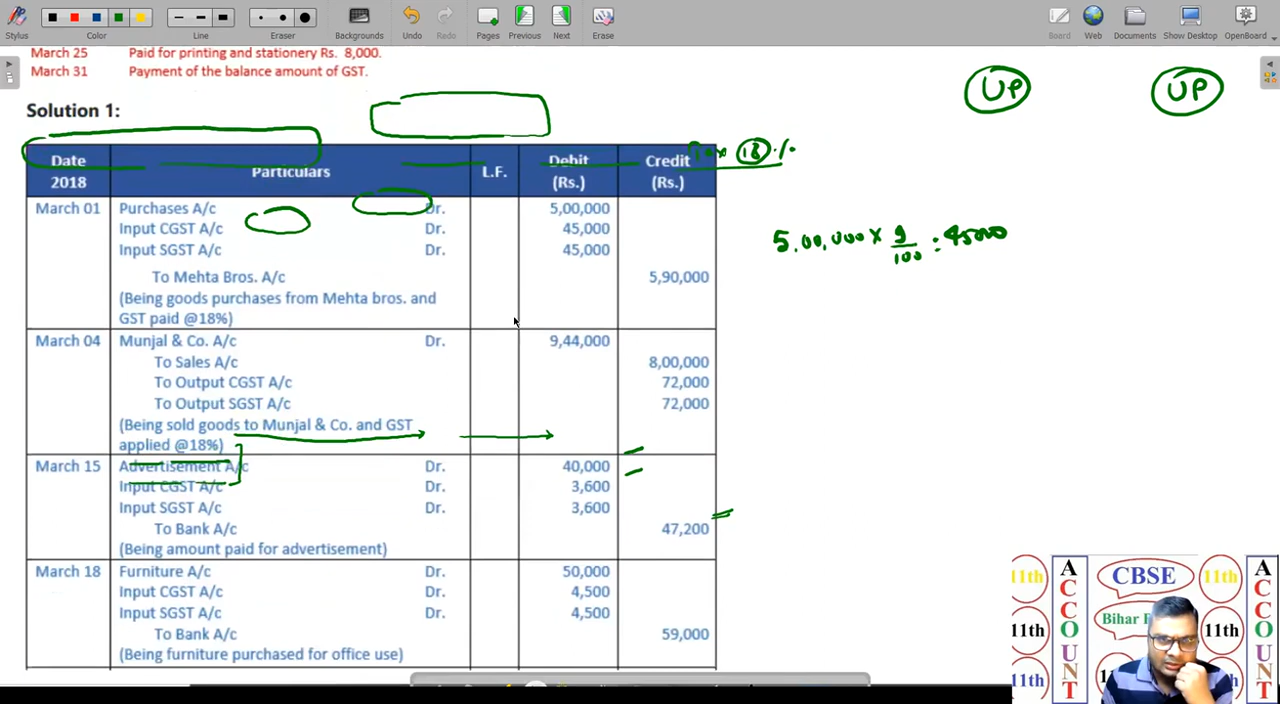 Stylus
Color
Line
Eraser
Backgrounds
Undo
Redo
Pages
Previous
Next
Erase
Board
Web
Documents
Show Desktop
OpenBoard
March 25 Paid for printing and stationery Rs. 8,000.
March 31 Payment of the balance amount of GST.
UP UP
Solution 1:
18 %
Date 2018 Particulars L.F. Debit (Rs.) Credit (Rs.)
March 01 Purchases A/c Dr. 5,00,000
Input CGST A/c 45,000
Input SGST A/c 45,000
5,00,000 x 9/100 = 45000
To Mehta Bros. A/c 5,90,000
(Being goods purchases from Mehta bros. and
GST paid @18%)
March 04 Munjal & Co. A/c Dr. 9,44,000
To Sales A/c 8,00,000
To Output CGST A/c 72,000
To Output SGST A/c 72,000
(Being sold goods to Munjal & Co. and GST
applied @18%)
March 15 Advertisement A/c Dr. 40,000
Input CGST A/c Dr. 3,600
Input SGST A/c Dr. 3,600
To Bank A/c 47,200
(Being amount paid for advertisement)
March 18 Furniture A/c Dr. 50,000
Input CGST A/c Dr. 4,500
Input SGST A/c Dr. 4,500
To Bank A/c 59,000
(Being furniture purchased for office use)
11th ACCOUNT CBSE 11th ACCOUNT
11th Bihar 11th
11th 11th